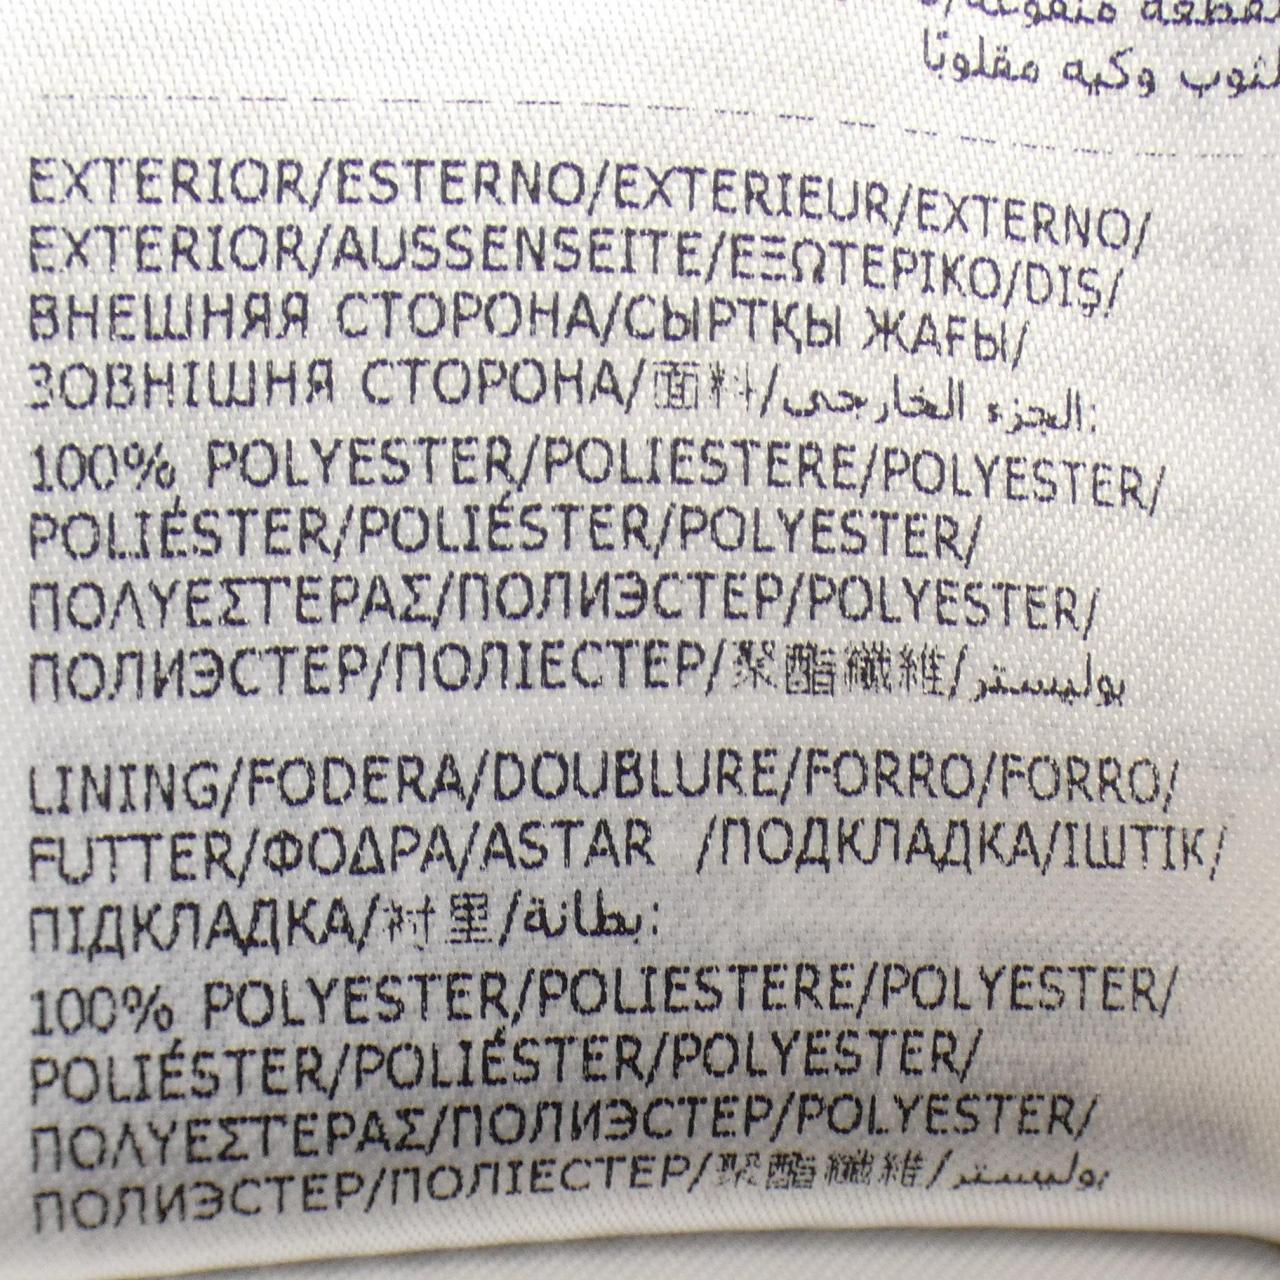 الثوب وكيه مقلوبًا
EXTERIOR/ESTERNO/EXTERIEUR/EXTERNO/
EXTERIOR/AUSSENSEITE/ΕΞΩΤΕΡΙΚΟ/DIŞ/
ВНЕШНЯЯ СТОРОНА/СЫРТҚЫ ЖАҒЫ/
ЗОВНІШНЯ СТОРОНА/面料/الجزء الخارجي:
100% POLYESTER/POLIESTERE/POLYESTER/
POLIÉSTER/POLIÉSTER/POLYESTER/
ΠΟΛΥΕΣΤΕΡΑΣ/ПОЛИЭСТЕР/POLYESTER/
ПОЛИЭСТЕР/ПОЛІЕСТЕР/聚酯纖維/بوليستر
LINING/FODERA/DOUBLURE/FORRO/FORRO/
FUTTER/ΦΟΔΡΑ/ASTAR /ПОДКЛАДКА/ІШТІК/
ПІДКЛАДКА/衬里/بطانة:
100% POLYESTER/POLIESTERE/POLYESTER/
POLIÉSTER/POLIÉSTER/POLYESTER/
ΠΟΛΥΕΣΤΕΡΑΣ/ПОЛИЭСТЕР/POLYESTER/
ПОЛИЭСТЕР/ПОЛІЕСТЕР/聚酯纖維/بوليستر